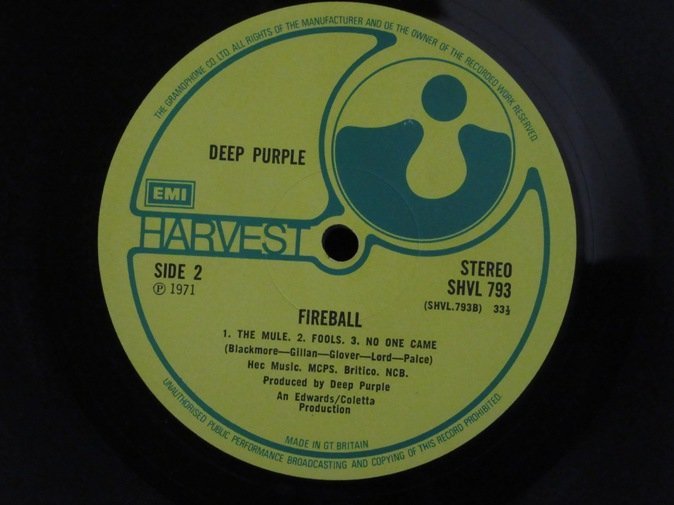 THE GRAMOPHONE CO LTD. ALL RIGHTS OF THE MANUFACTURER AND OF THE OWNER OF THE RECORDED WORK RESERVED
DEEP PURPLE
EMI
HARVEST
SIDE 2
℗ 1971
STEREO
SHVL 793
(SHVL.793B) 33⅓
FIREBALL
1. THE MULE. 2. FOOLS. 3. NO ONE CAME
(Blackmore—Gillan—Glover—Lord—Paice)
Hec Music. MCPS. Britico. NCB.
Produced by Deep Purple
An Edwards/Coletta
Production
MADE IN GT BRITAIN
UNAUTHORISED PUBLIC PERFORMANCE BROADCASTING AND COPYING OF THIS RECORD PROHIBITED.